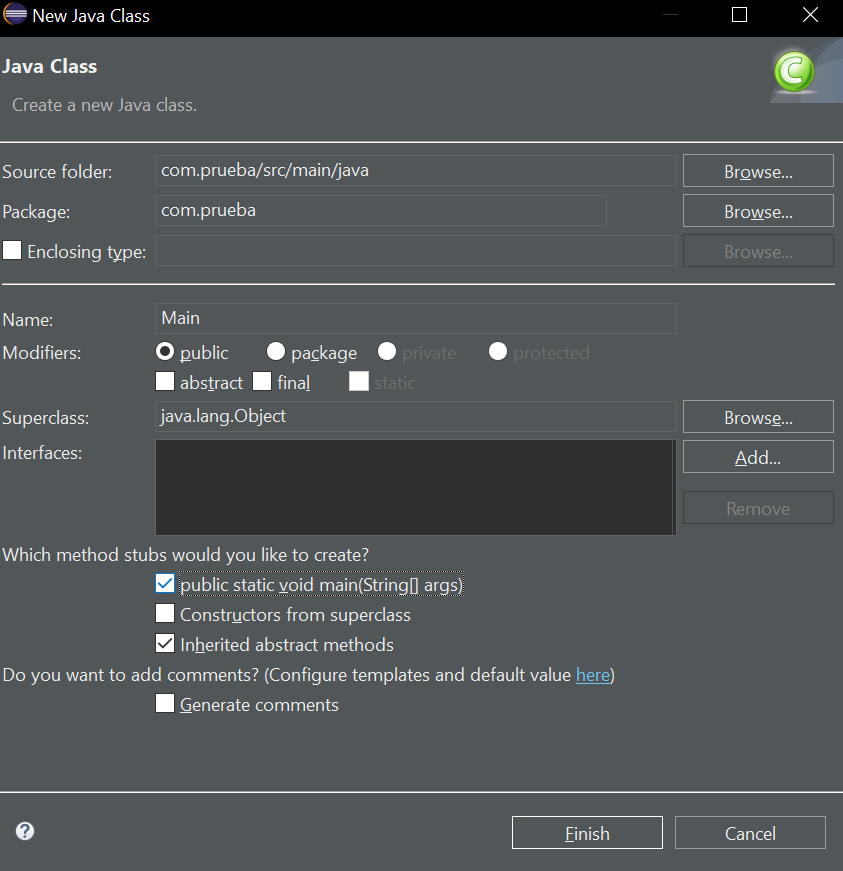 New Java Class
Java Class
Create a new Java class.
Source folder: com.prueba/src/main/java Browse...
Package: com.prueba Browse...
Enclosing type: Browse...
Name: Main
Modifiers: public package private protected
abstract final static
Superclass: java.lang.Object Browse...
Interfaces: Add...
Remove
Which method stubs would you like to create?
public static void main(String[] args)
Constructors from superclass
Inherited abstract methods
Do you want to add comments? (Configure templates and default value here)
Generate comments
? Finish Cancel